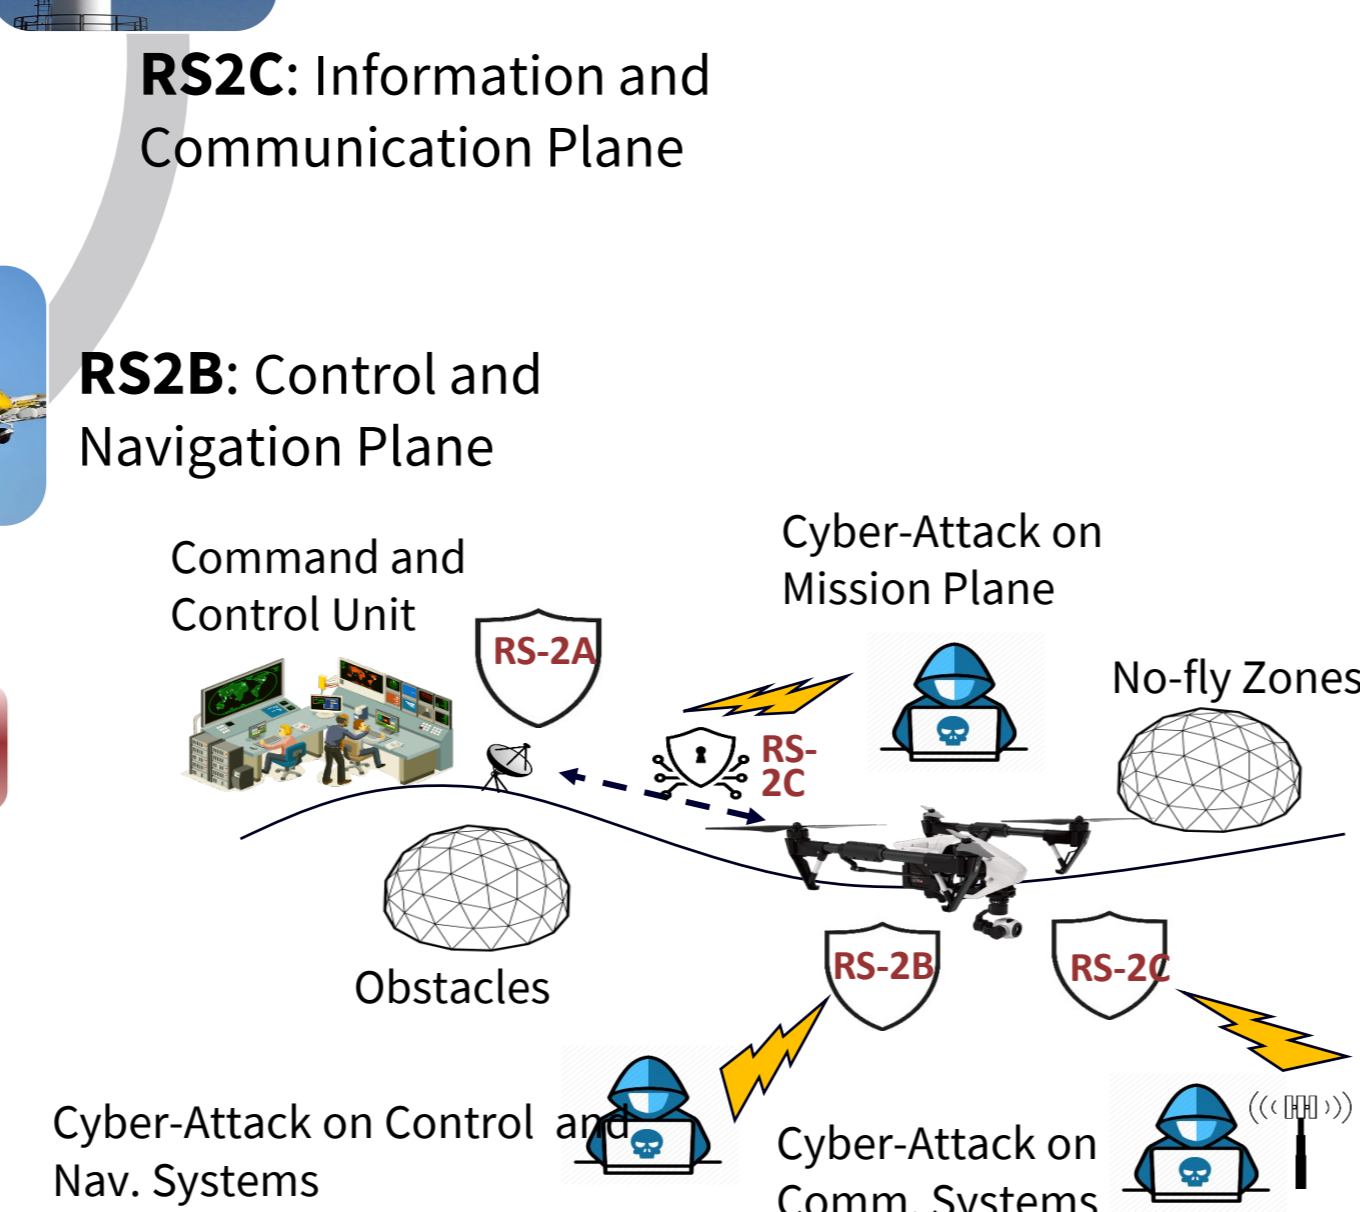 RS2C: Information and
Communication Plane
RS2B: Control and
Navigation Plane
Command and
Control Unit
Cyber-Attack on
Mission Plane
RS-2A
No-fly Zones
RS-
2C
RS-2B
RS-2C
Obstacles
Cyber-Attack on Control  and
Nav. Systems
Cyber-Attack on
Comm. Systems